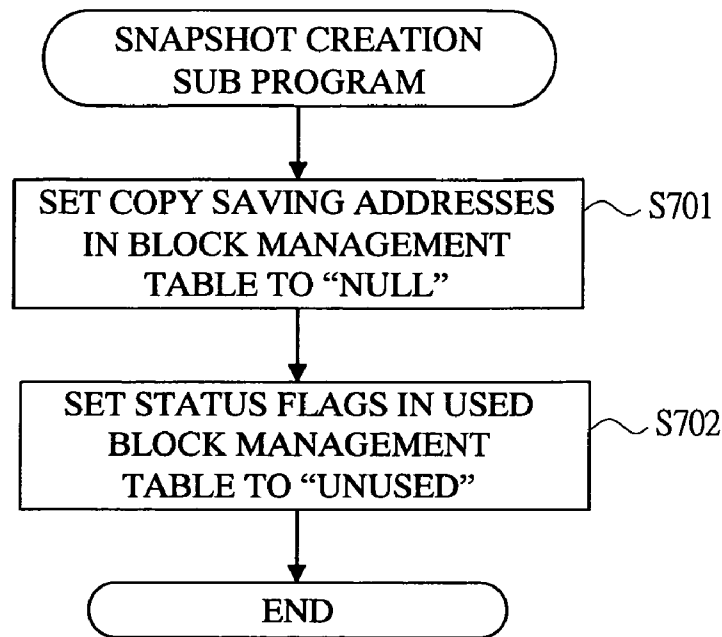 SNAPSHOT CREATION
SUB PROGRAM
SET COPY SAVING ADDRESSES
IN BLOCK MANAGEMENT
TABLE TO “NULL”
S701
SET STATUS FLAGS IN USED
BLOCK MANAGEMENT
TABLE TO “UNUSED”
S702
END